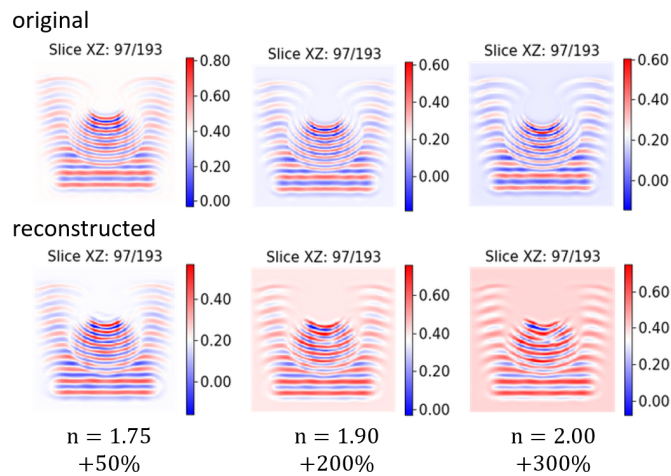 original
Slice XZ: 97/193 Slice XZ: 97/193 Slice XZ: 97/193
0.80 0.60 0.60
0.60 0.40 0.40
0.40 0.20 0.20
0.20 0.00 0.00
0.00
reconstructed
Slice XZ: 97/193 Slice XZ: 97/193 Slice XZ: 97/193
0.40 0.60 0.60
0.20 0.40 0.40
0.00 0.20 0.20
0.00 0.00
n = 1.75 n = 1.90 n = 2.00
+50% +200% +300%